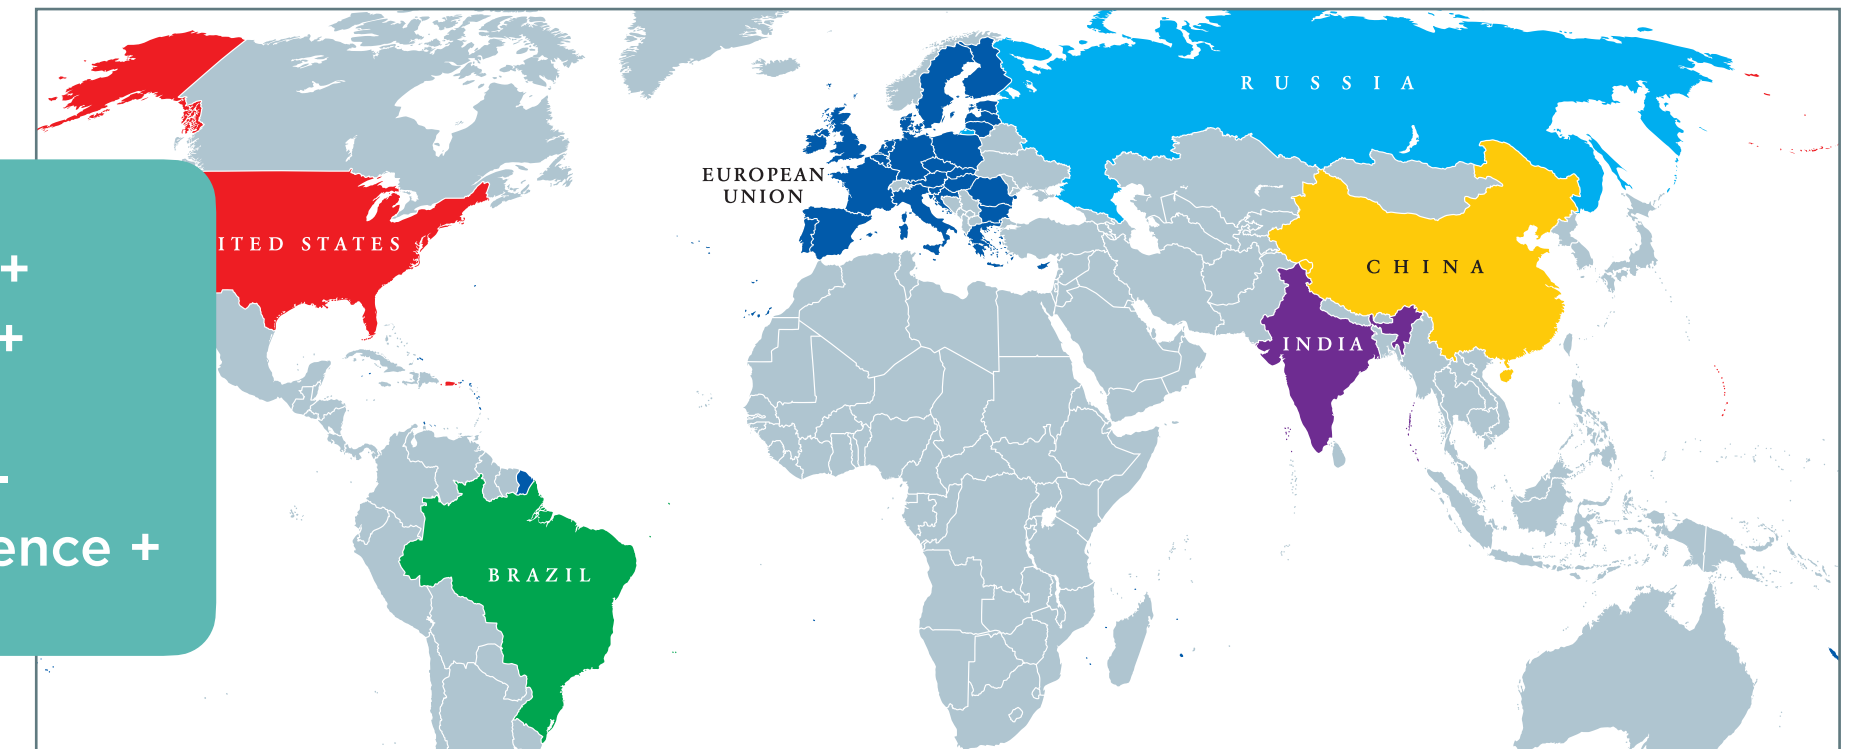 RUSSIA
EUROPEAN
UNION
ITED STATES
CHINA
+
+
INDIA
ence +
BRAZIL